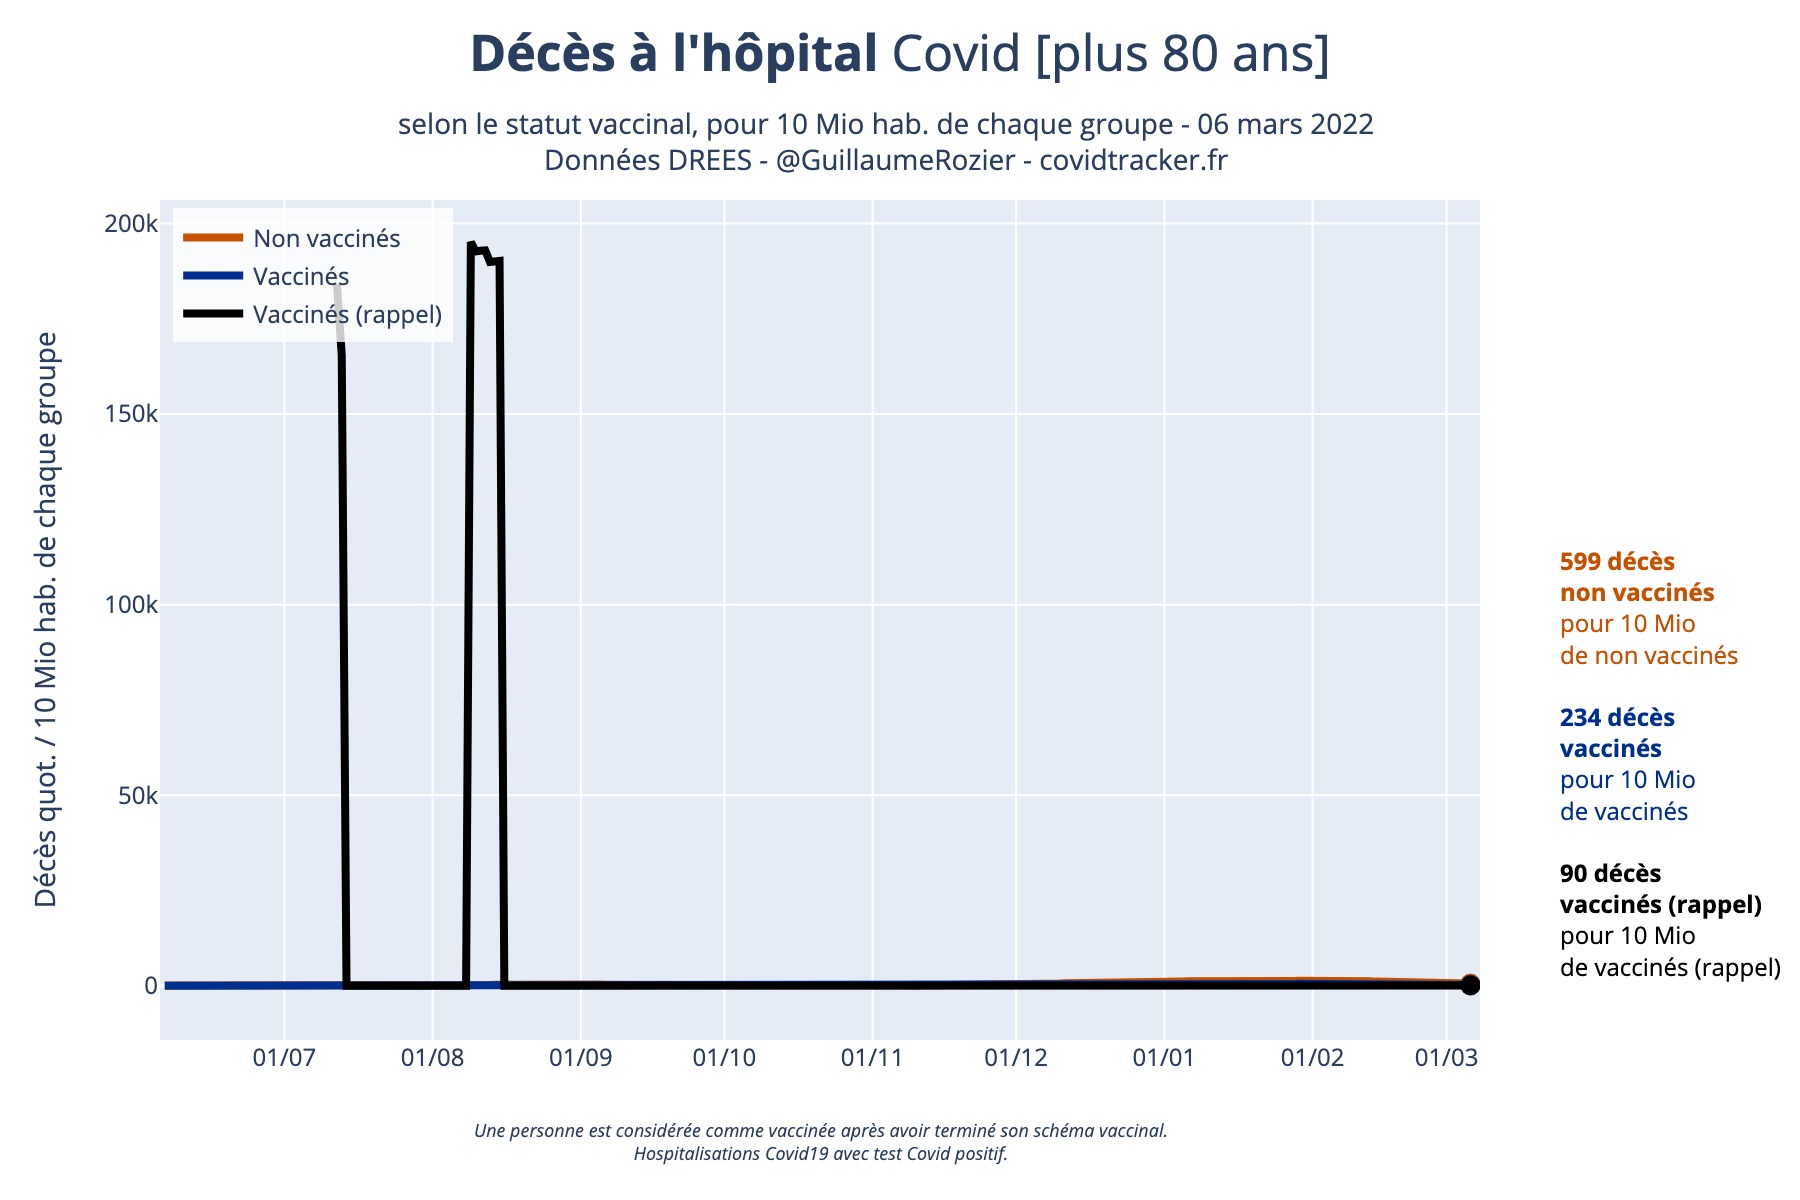 Décès à l'hôpital Covid [plus 80 ans]
selon le statut vaccinal, pour 10 Mio hab. de chaque groupe - 06 mars 2022
Données DREES - @GuillaumeRozier - covidtracker.fr
Décès quot. / 10 Mio hab. de chaque groupe
200k
150k
100k
50k
0
Non vaccinés
Vaccinés
Vaccinés (rappel)
01/07
01/08
01/09
01/10
01/11
01/12
01/01
01/02
01/03
599 décès
non vaccinés
pour 10 Mio
de non vaccinés
234 décès
vaccinés
pour 10 Mio
de vaccinés
90 décès
vaccinés (rappel)
pour 10 Mio
de vaccinés (rappel)
Une personne est considérée comme vaccinée après avoir terminé son schéma vaccinal.
Hospitalisations Covid19 avec test Covid positif.